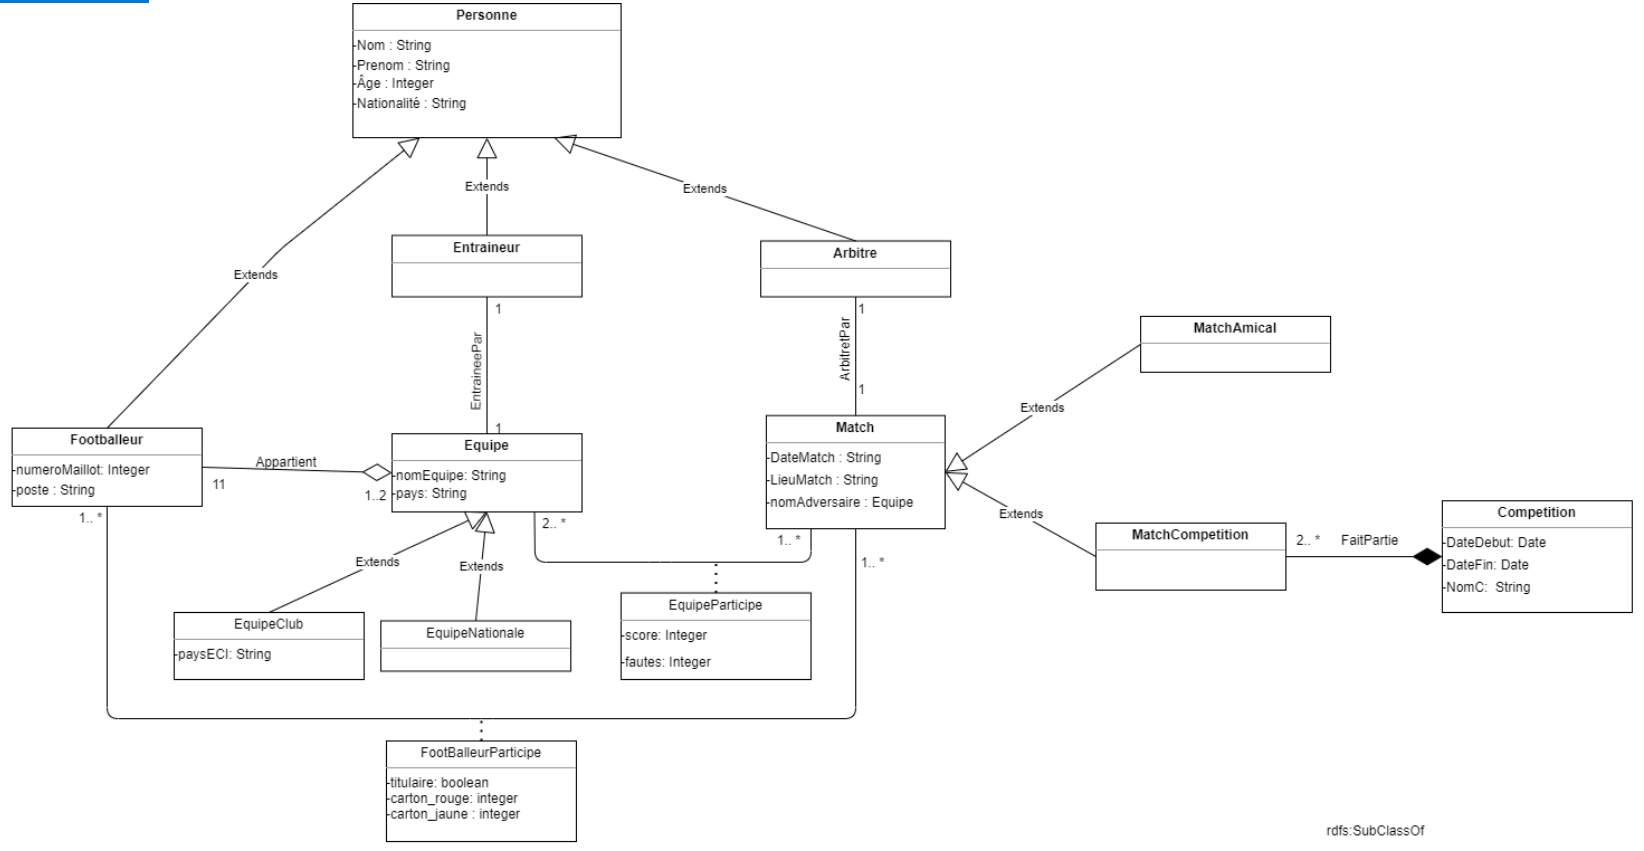 Personne
-Nom : String
-Prenom : String
-Âge : Integer
-Nationalité : String
Extends
Extends
Extends
Entraineur
Arbitre
1
EntraineePar
1
1
ArbitretPar
1
MatchAmical
Extends
Footballeur
-numeroMaillot: Integer
-poste : String
Appartient
11
1..2
1.. *
Equipe
-nomEquipe: String
-pays: String
2.. *
Match
-DateMatch : String
-LieuMatch : String
-nomAdversaire : Equipe
1.. *
1.. *
Extends
MatchCompetition
2.. *
FaitPartie
Competition
-DateDebut: Date
-DateFin: Date
-NomC: String
Extends
Extends
EquipeClub
-paysECl: String
EquipeNationale
EquipeParticipe
-score: Integer
-fautes: Integer
FootBalleurParticipe
-titulaire: boolean
-carton_rouge: integer
-carton_jaune : integer
rdfs:SubClassOf